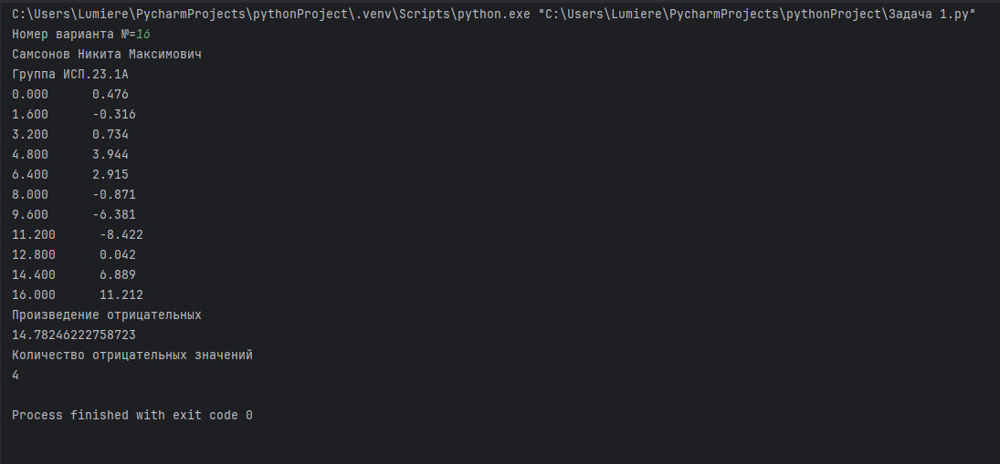 C:\Users\Lumiere\PycharmProjects\pythonProject\.venv\Scripts\python.exe "C:\Users\Lumiere\PycharmProjects\pythonProject\Задача 1.py"
Номер варианта №=16
Самсонов Никита Максимович
Группа ИСП.23.1А
0.000      0.476
1.600      -0.316
3.200      0.734
4.800      3.944
6.400      2.915
8.000      -0.871
9.600      -6.381
11.200      -8.422
12.800      0.042
14.400      6.889
16.000      11.212
Произведение отрицательных
14.78246222758723
Количество отрицательных значений
4
Process finished with exit code 0